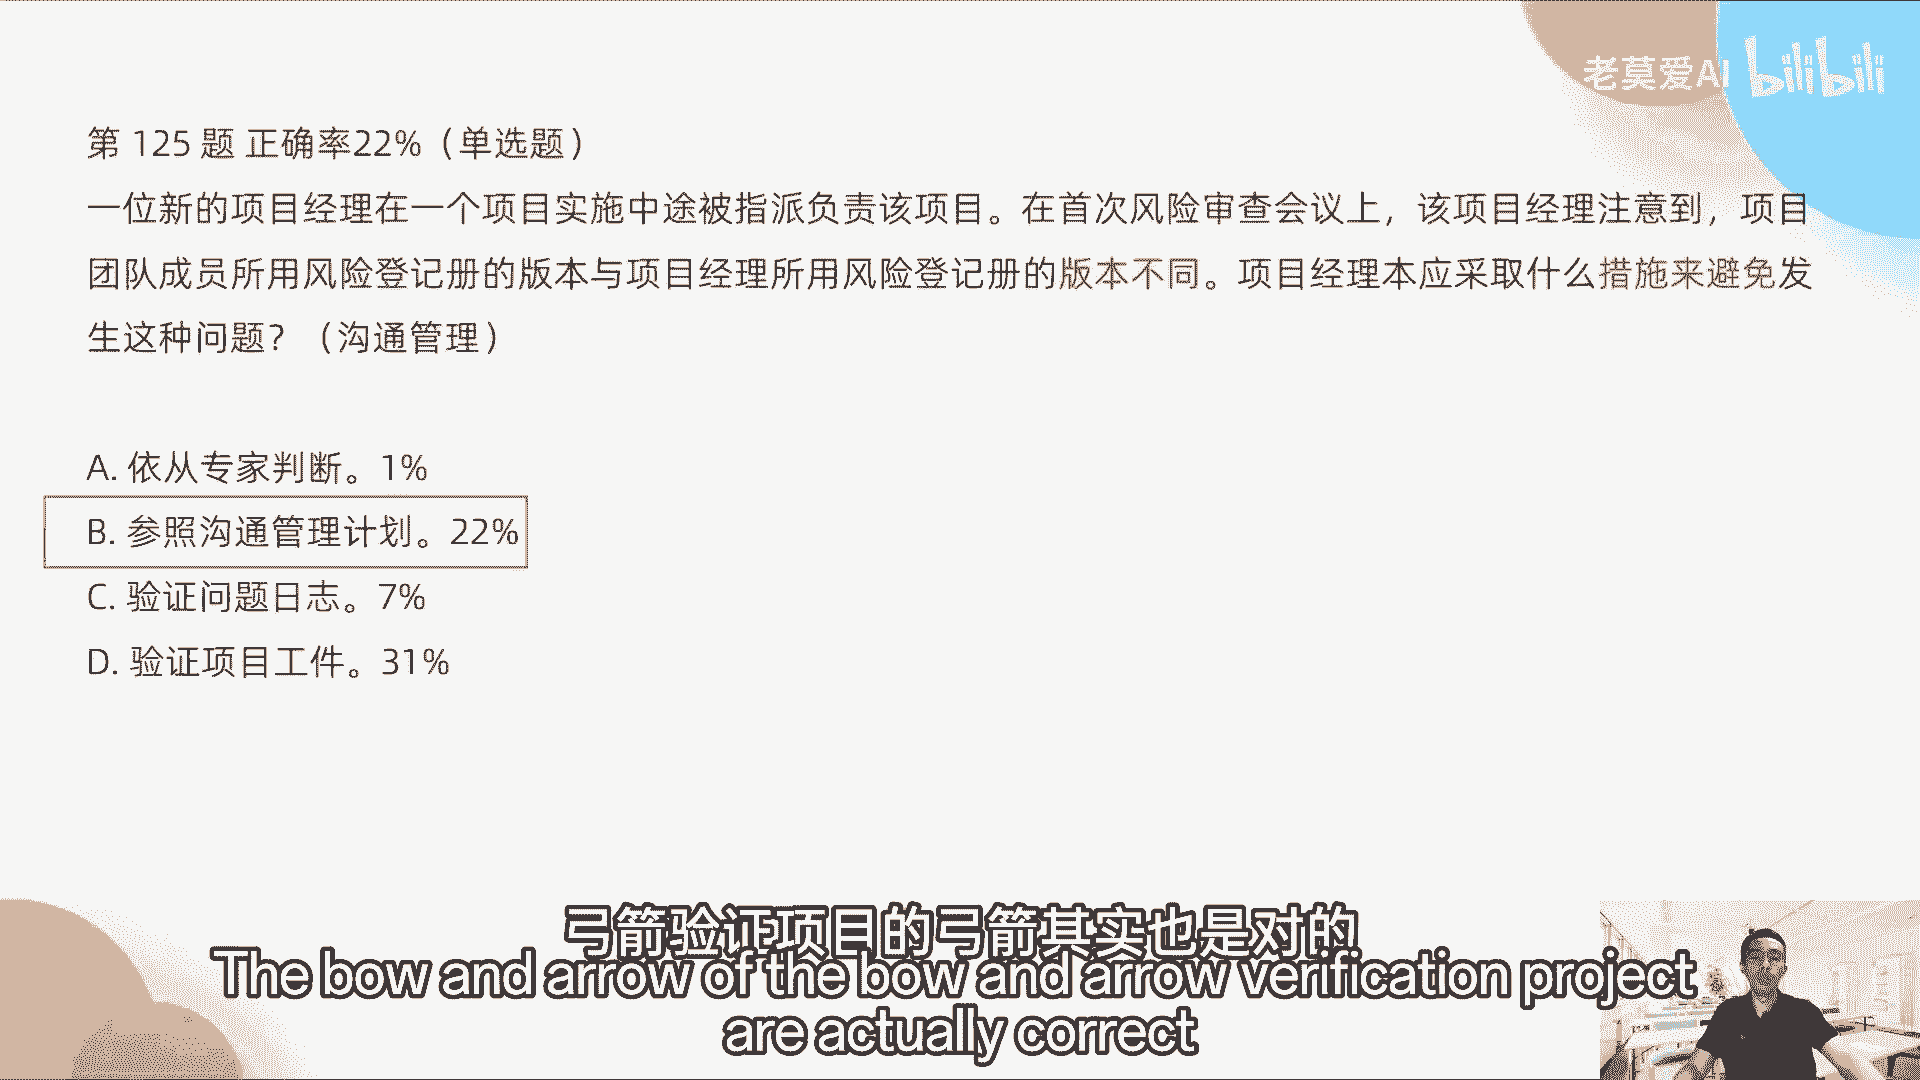 老莫爱AI bilibili
第 125 题 正确率22%（单选题）
一位新的项目经理在一个项目实施中途被指派负责该项目。在首次风险审查会议上，该项目经理注意到，项目
团队成员所用风险登记册的版本与项目经理所用风险登记册的版本不同。项目经理本应采取什么措施来避免发
生这种问题？（沟通管理）
A. 依从专家判断。1%
B. 参照沟通管理计划。22%
C. 验证问题日志。7%
D. 验证项目工件。31%
弓箭验证项目的弓箭其实也是对的
The bow and arrow of the bow and arrow verification project
are actually correct